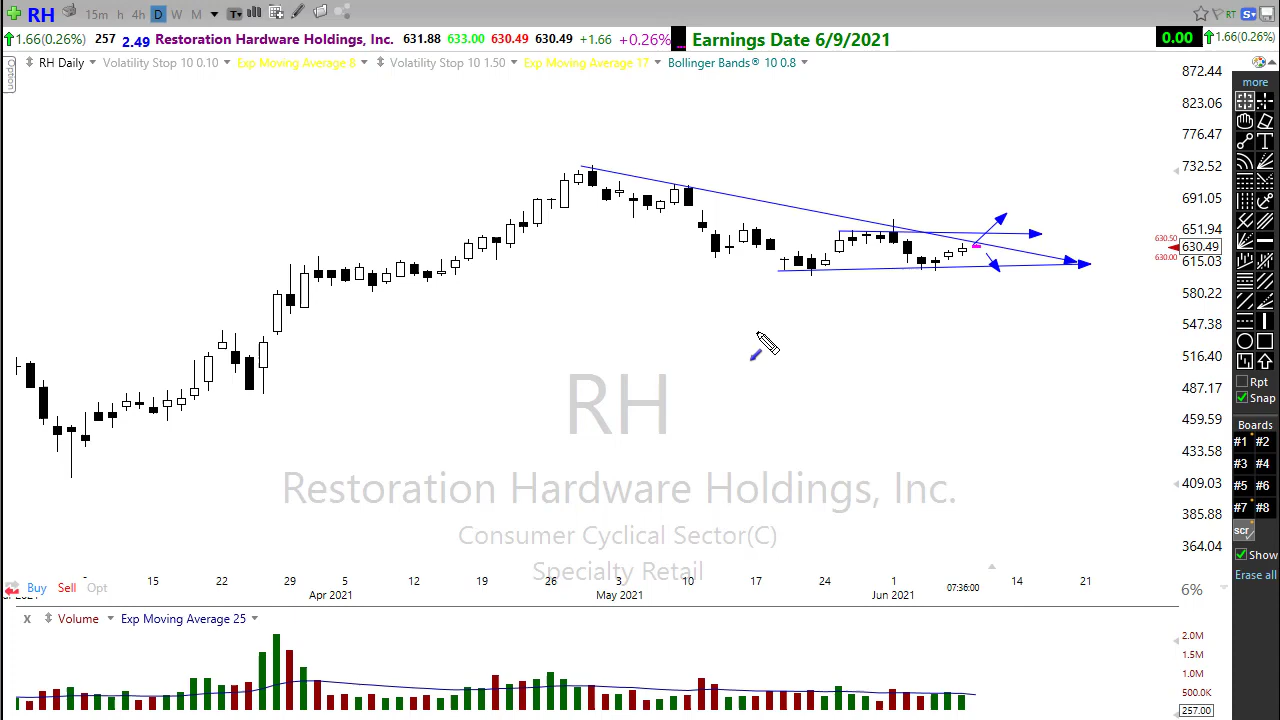 RH 15m h 4h D W M T RT S
1.66(0.26%) 257 2.49 Restoration Hardware Holdings, Inc. 631.88 633.00 630.49 630.49 +1.66 +0.26% Earnings Date 6/9/2021 0.00 1.66(0.26%)
Option
RH Daily Volatility Stop 10 0.10 Exp Moving Average 8 Volatility Stop 10 1.50 Exp Moving Average 17 Bollinger Bands® 10 0.8
872.44
823.06
776.47
732.52
691.05
651.94
630.50
630.49
630.00
615.03
580.22
547.38
516.40
487.17
459.59
433.58
409.03
385.88
364.04
more
Rpt
Snap
Boards
#1 #2
#3 #4
#5 #6
#7 #8
scr
Show
Erase all
RH
Restoration Hardware Holdings, Inc.
Consumer Cyclical Sector(C)
Specialty Retail
15 22 29 5 12 19 26 3 10 17 24 1 07:36:00 14 21
Buy Sell Opt
Apr 2021 May 2021 Jun 2021
6%
x Volume Exp Moving Average 25
2.0M
1.5M
1.0M
500.0K
257.00